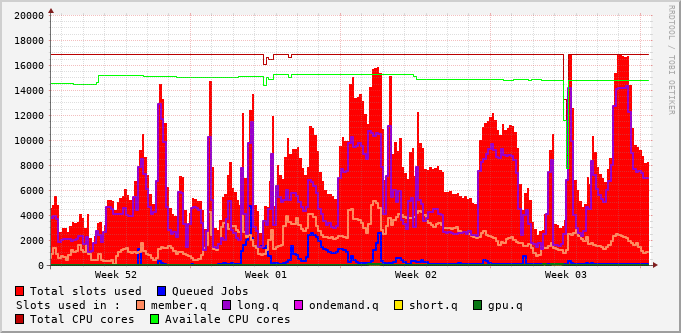 20000
18000
16000
14000
12000
10000
8000
6000
4000
2000
0
Week 52 Week 01 Week 02 Week 03
Total slots used Queued Jobs
Slots used in : member.q long.q ondemand.q short.q gpu.q
Total CPU cores Availale CPU cores
RRDTOOL / TOBI OETIKER